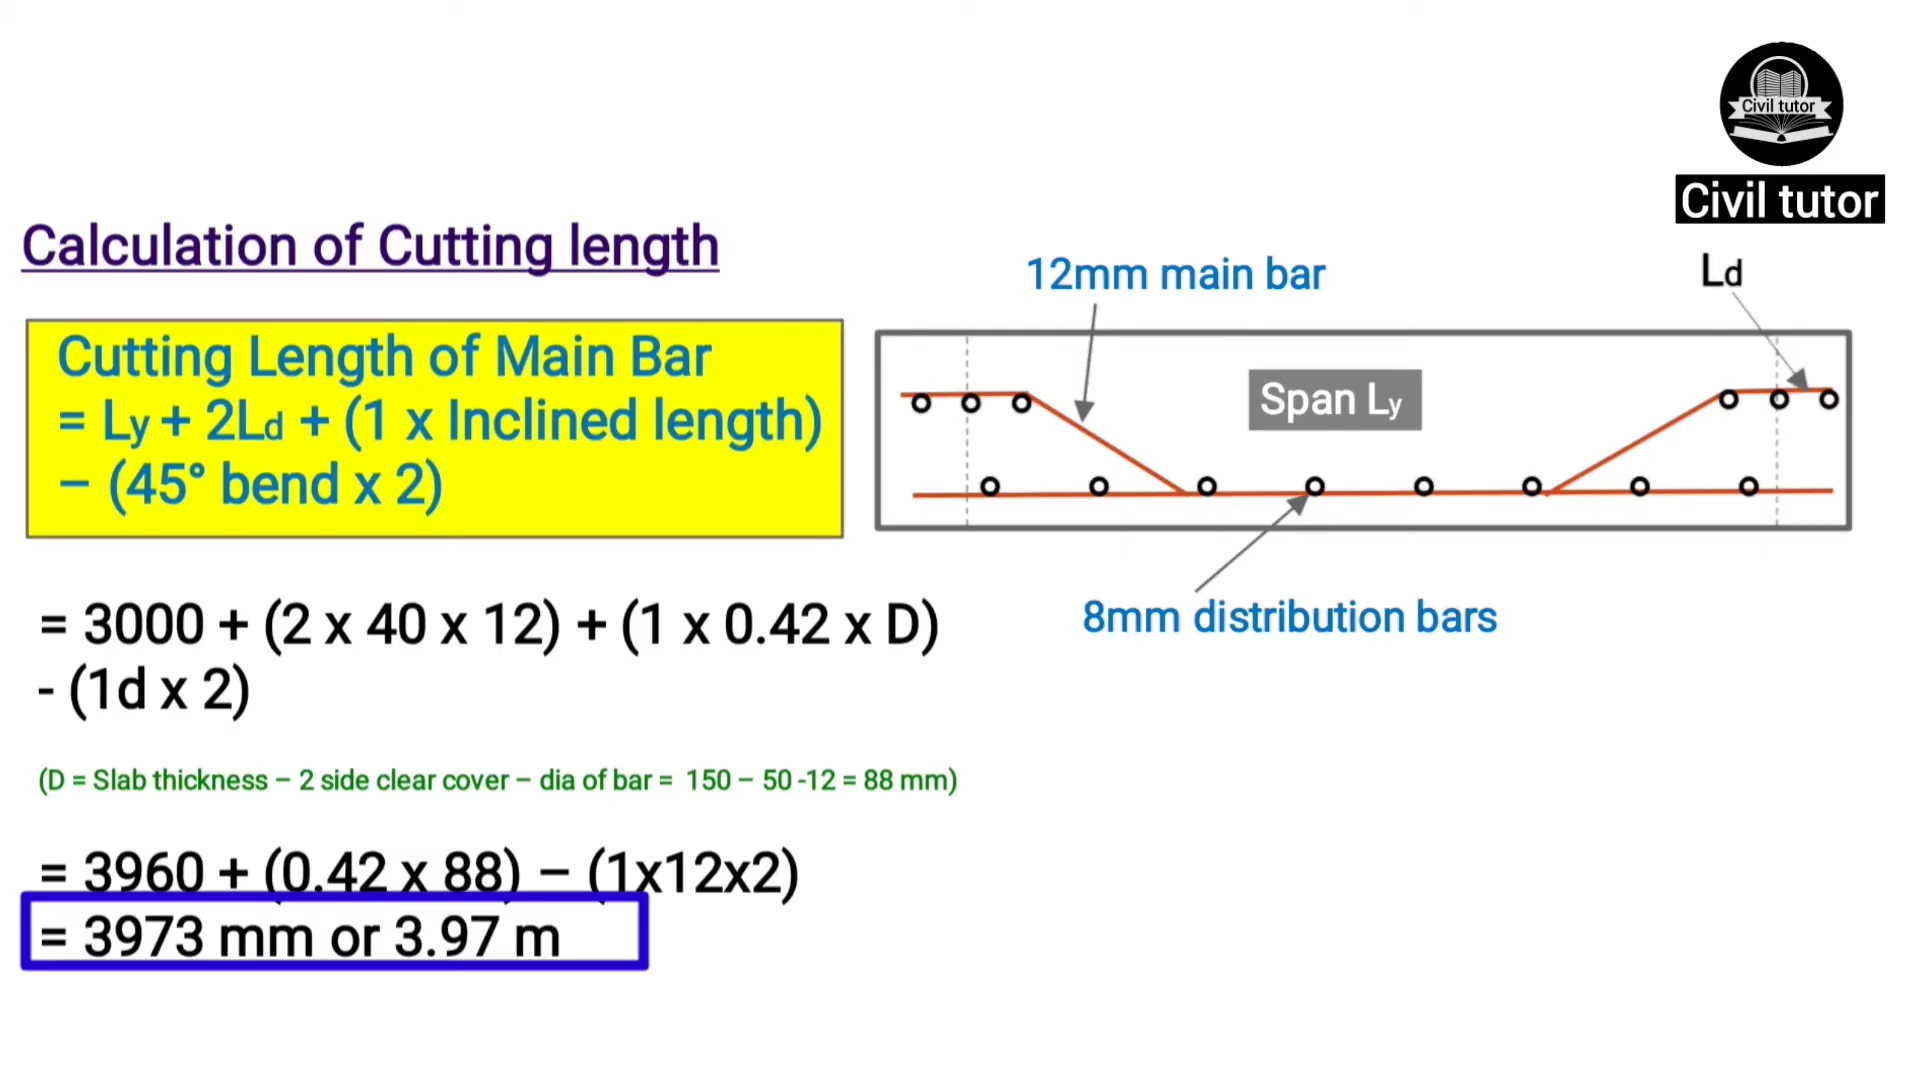 Civil tutor
Civil tutor
Calculation of Cutting length
12mm main bar
Ld
Cutting Length of Main Bar
= Ly + 2Ld + (1 x Inclined length)
– (45° bend x 2)
Span Ly
= 3000 + (2 x 40 x 12) + (1 x 0.42 x D)
- (1d x 2)
8mm distribution bars
(D = Slab thickness – 2 side clear cover – dia of bar = 150 – 50 -12 = 88 mm)
= 3960 + (0.42 x 88) – (1x12x2)
= 3973 mm or 3.97 m